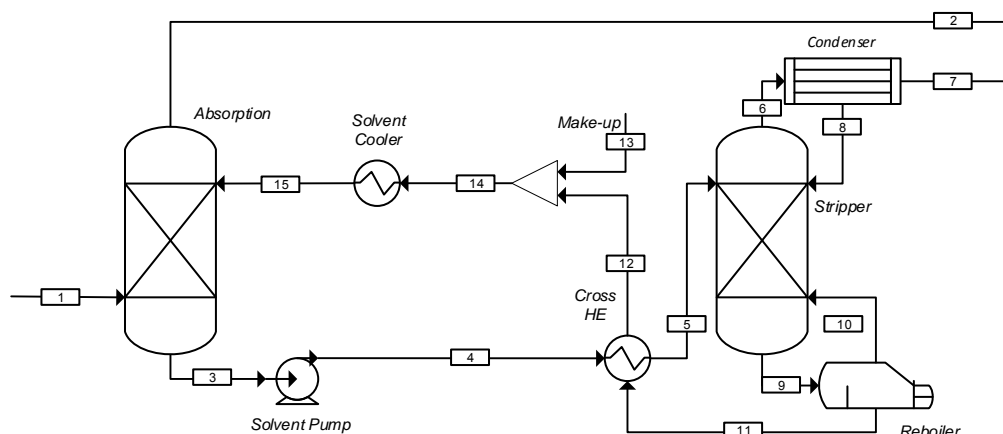 2
Condenser
7
6
8
Absorption
Solvent
Cooler
Make-up
13
15
14
Stripper
12
Cross
HE
1
5
10
4
3
9
Solvent Pump
11
Reboiler